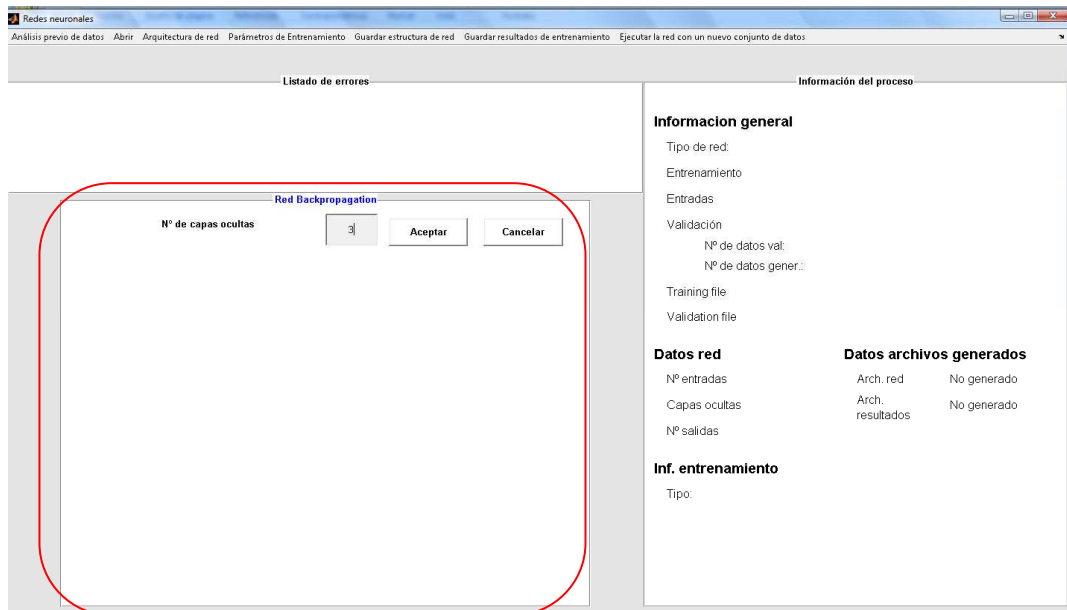 Redes neuronales
Análisis previo de datos Abrir Arquitectura de red Parámetros de Entrenamiento Guardar estructura de red Guardar resultados de entrenamiento Ejecutar la red con un nuevo conjunto de datos
Listado de errores
Red Backpropagation
Nº de capas ocultas 3 Aceptar Cancelar
Información del proceso
Informacion general
Tipo de red:
Entrenamiento
Entradas
Validación
Nº de datos val:
Nº de datos gener.:
Training file
Validation file
Datos red
Nº entradas
Capas ocultas
Nº salidas
Datos archivos generados
Arch. red No generado
Arch. resultados No generado
Inf. entrenamiento
Tipo: